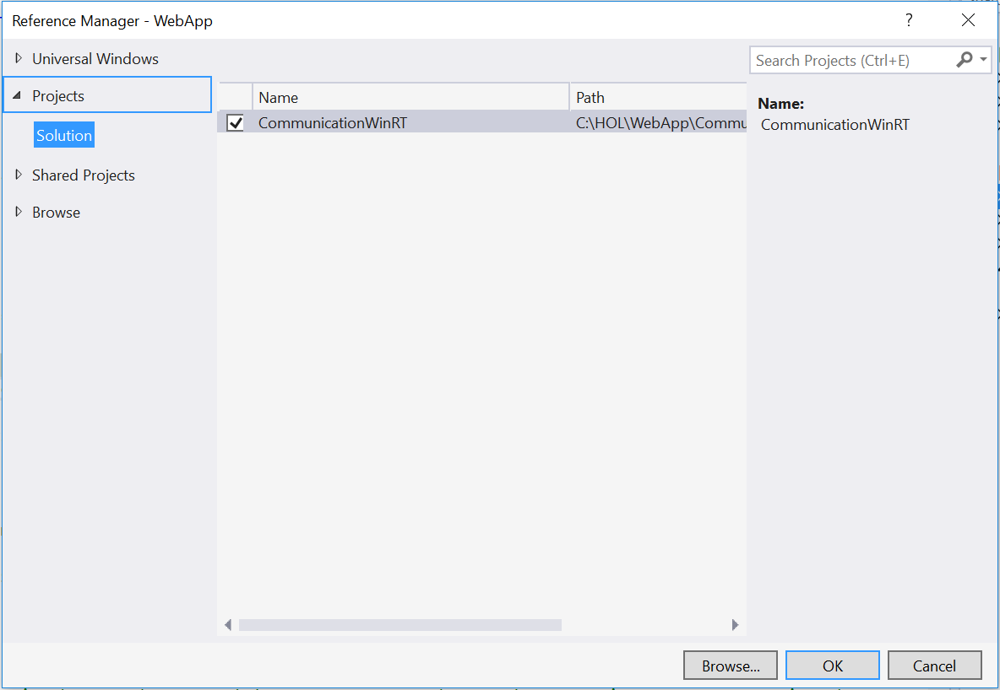 Reference Manager - WebApp
?
Universal Windows
Search Projects (Ctrl+E)
Projects
Name Path
Name:
CommunicationWinRT C:\HOL\WebApp\Commu
CommunicationWinRT
Solution
Shared Projects
Browse
Browse... OK Cancel